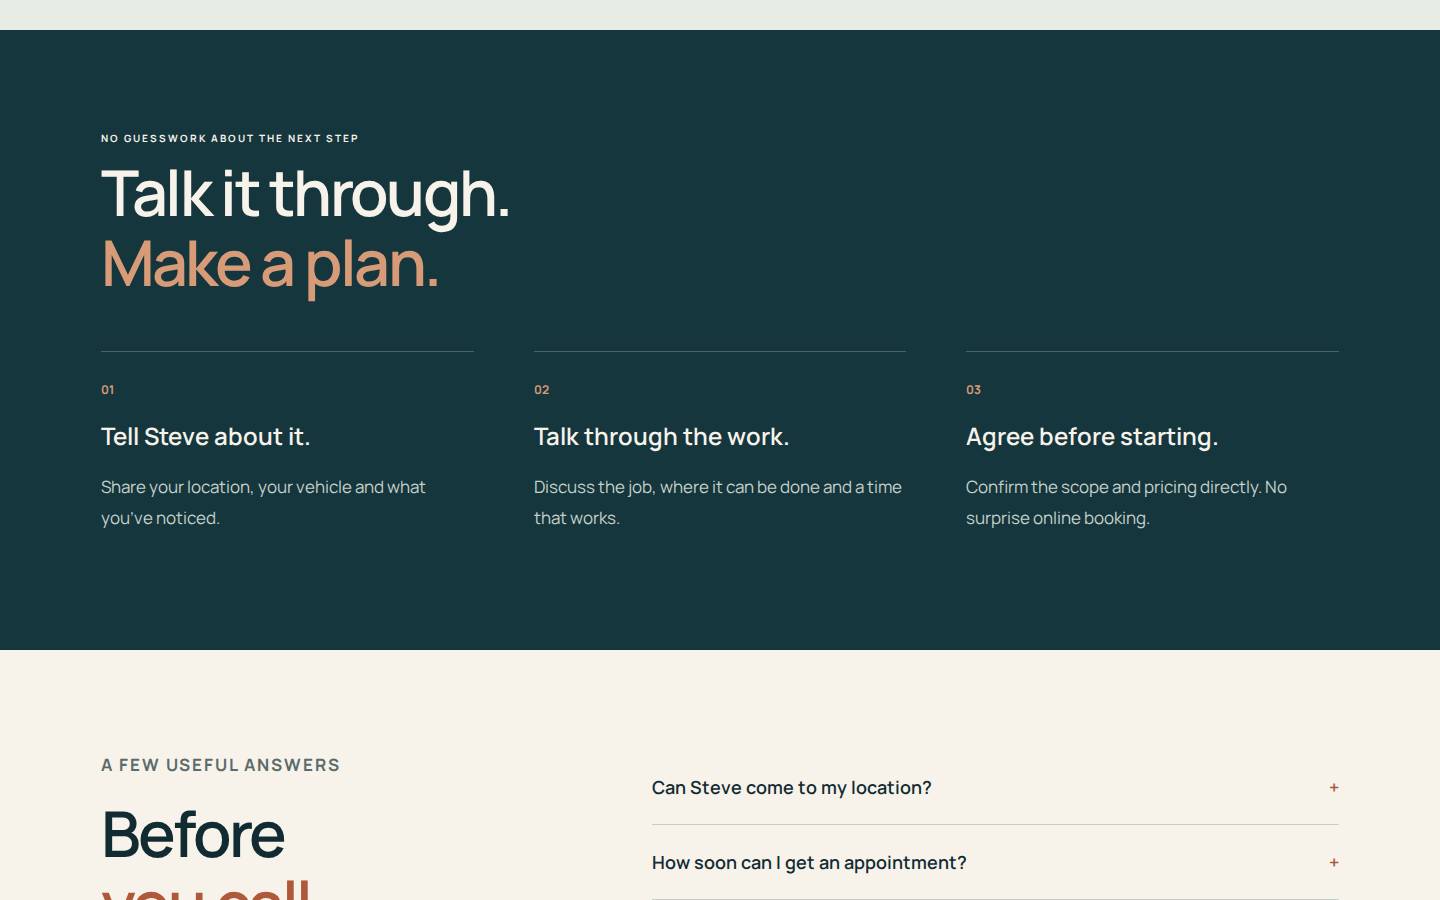 NO GUESSWORK ABOUT THE NEXT STEP
Talk it through.
Make a plan.
01
Tell Steve about it.
Share your location, your vehicle and what
you've noticed.
02
Talk through the work.
Discuss the job, where it can be done and a time
that works.
03
Agree before starting.
Confirm the scope and pricing directly. No
surprise online booking.
A FEW USEFUL ANSWERS
Before
you call
Can Steve come to my location? +
How soon can I get an appointment? +